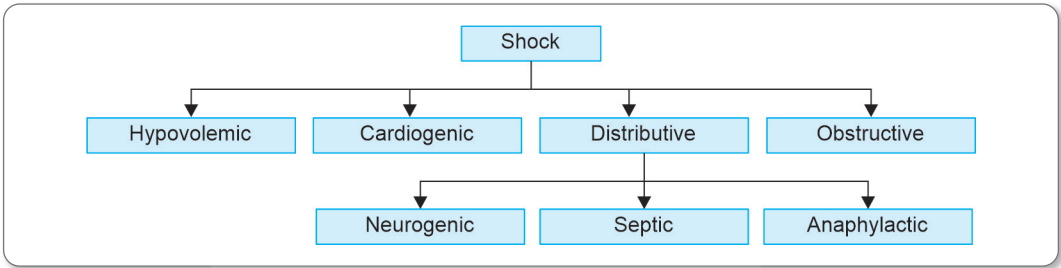 Shock
Hypovolemic
Cardiogenic
Distributive
Obstructive
Neurogenic
Septic
Anaphylactic